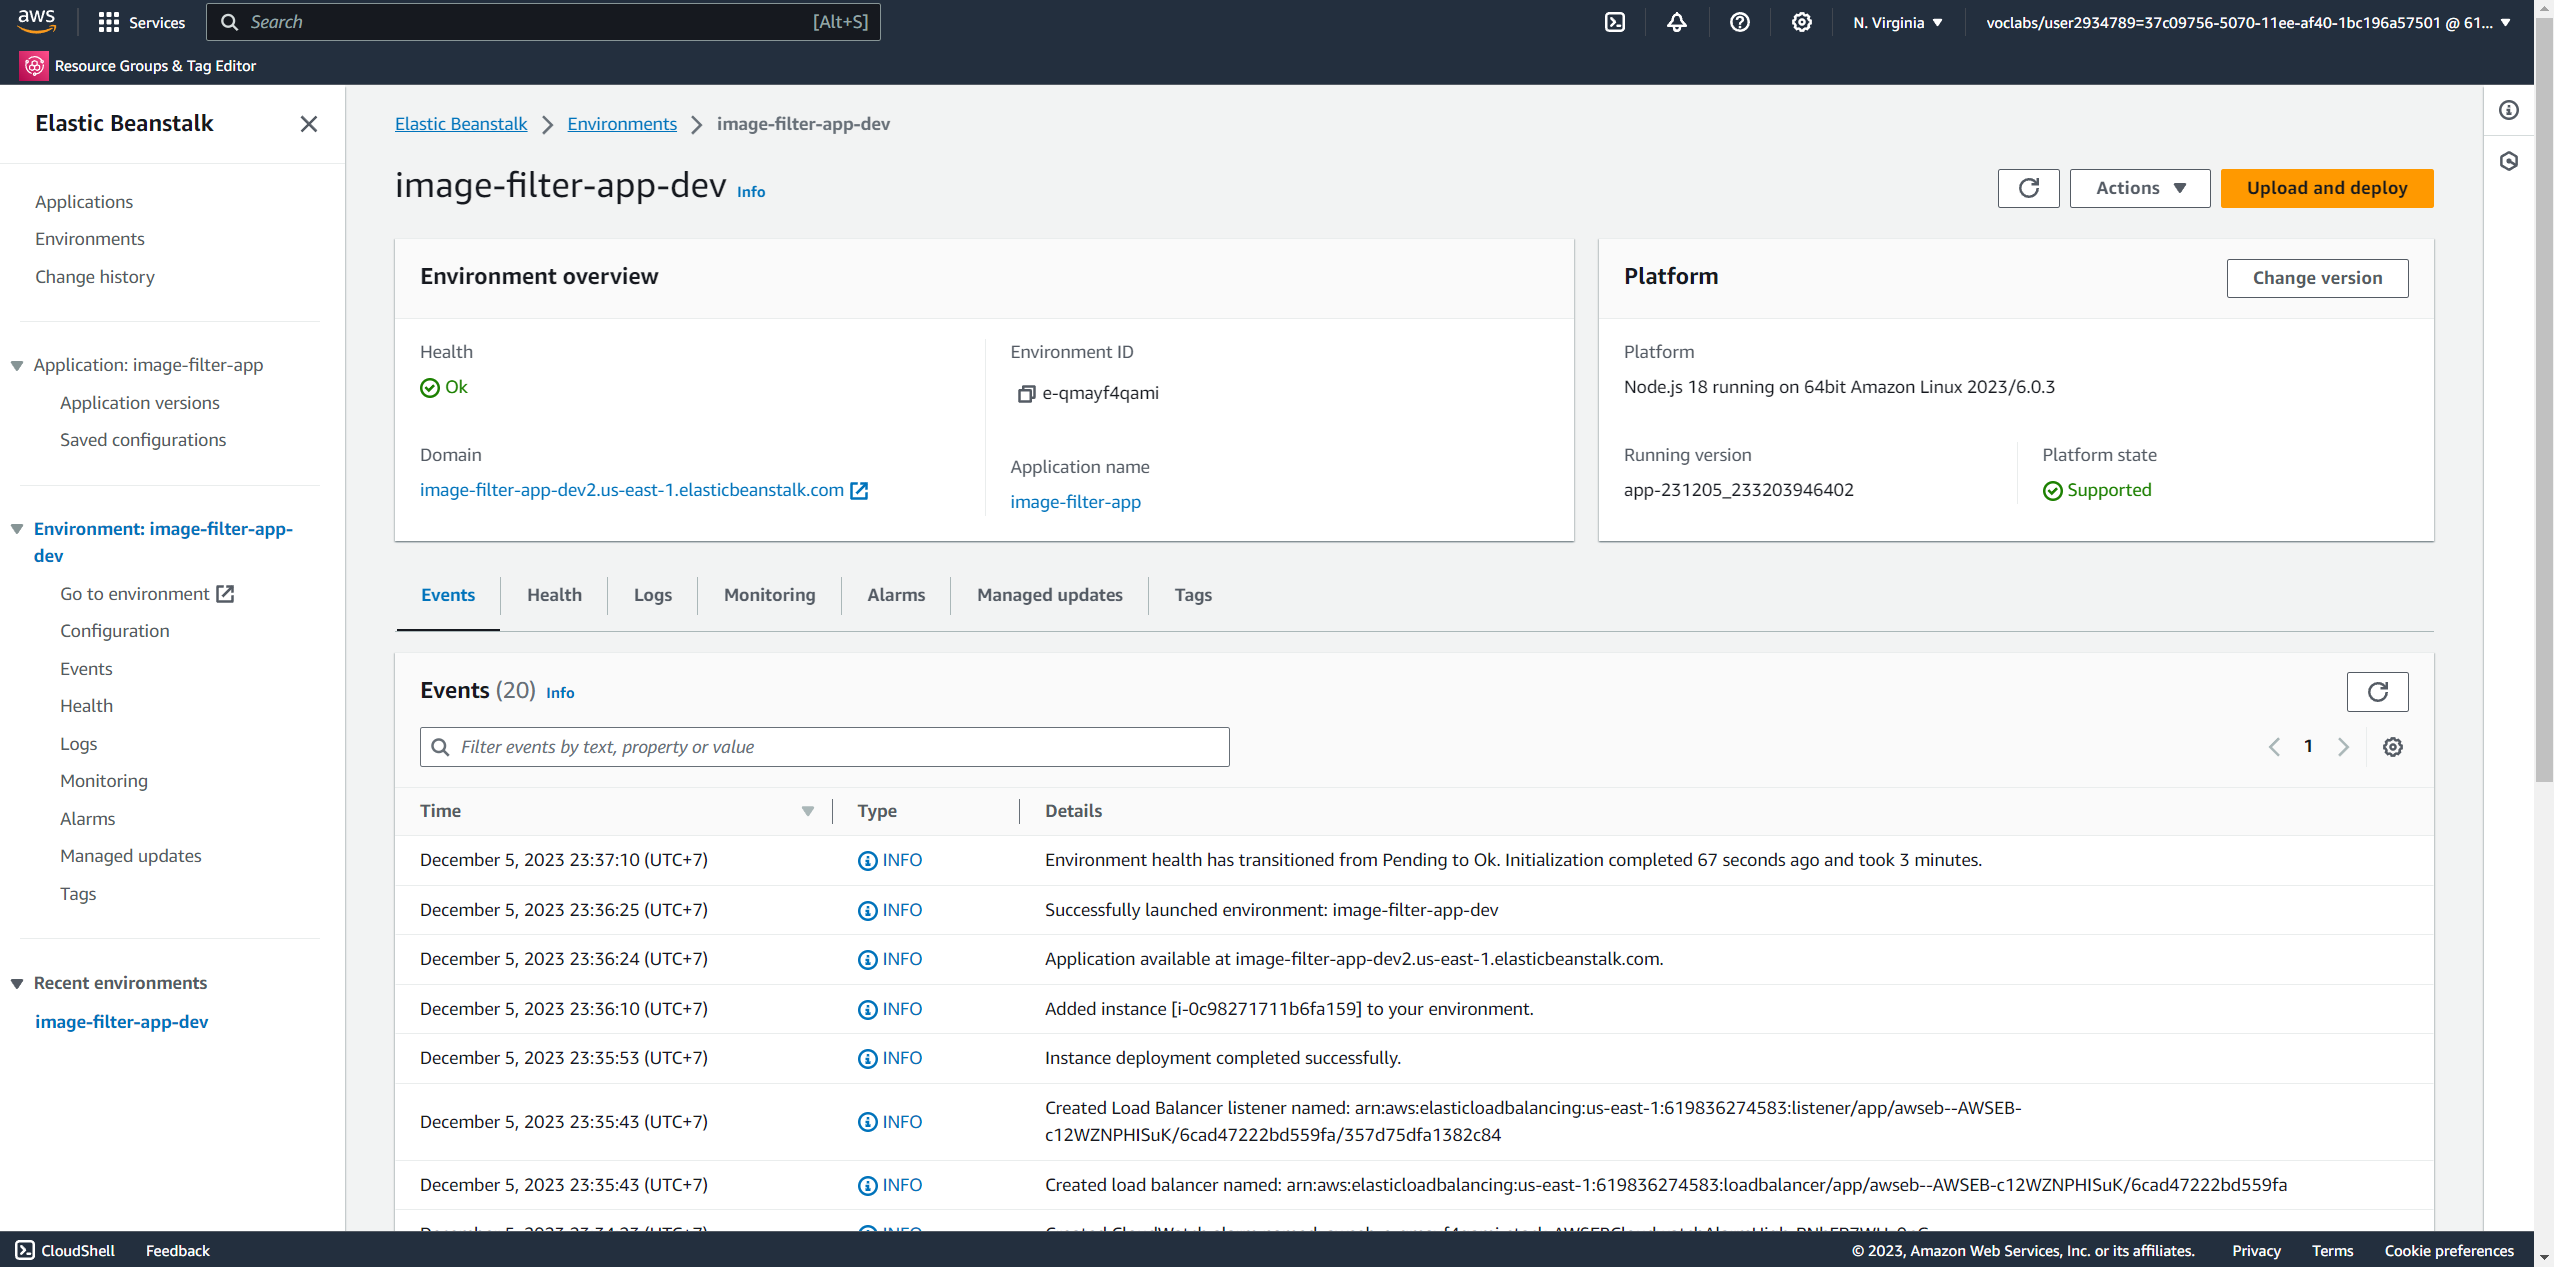 aws
Services
Search
[Alt+S]
N. Virginia
voclabs/user2934789=37c09756-5070-11ee-af40-1bc196a57501 @ 61...
Resource Groups & Tag Editor
Elastic Beanstalk
Applications
Environments
Change history
Application: image-filter-app
Application versions
Saved configurations
Environment: image-filter-app-
dev
Go to environment
Configuration
Events
Health
Logs
Monitoring
Alarms
Managed updates
Tags
Recent environments
image-filter-app-dev
Elastic Beanstalk
Environments
image-filter-app-dev
image-filter-app-dev Info
Actions
Upload and deploy
Environment overview
Health
Ok
Domain
image-filter-app-dev2.us-east-1.elasticbeanstalk.com
Environment ID
e-qmayf4qami
Application name
image-filter-app
Platform
Change version
Platform
Node.js 18 running on 64bit Amazon Linux 2023/6.0.3
Running version
app-231205_233203946402
Platform state
Supported
Events
Health
Logs
Monitoring
Alarms
Managed updates
Tags
Events (20) Info
Filter events by text, property or value
1
Time Type Details
December 5, 2023 23:37:10 (UTC+7) INFO Environment health has transitioned from Pending to Ok. Initialization completed 67 seconds ago and took 3 minutes.
December 5, 2023 23:36:25 (UTC+7) INFO Successfully launched environment: image-filter-app-dev
December 5, 2023 23:36:24 (UTC+7) INFO Application available at image-filter-app-dev2.us-east-1.elasticbeanstalk.com.
December 5, 2023 23:36:10 (UTC+7) INFO Added instance [i-0c98271711b6fa159] to your environment.
December 5, 2023 23:35:53 (UTC+7) INFO Instance deployment completed successfully.
December 5, 2023 23:35:43 (UTC+7) INFO Created Load Balancer listener named: arn:aws:elasticloadbalancing:us-east-1:619836274583:listener/app/awseb--AWSEB-
c12WZNPHISuK/6cad47222bd559fa/357d75dfa1382c84
December 5, 2023 23:35:43 (UTC+7) INFO Created load balancer named: arn:aws:elasticloadbalancing:us-east-1:619836274583:loadbalancer/app/awseb--AWSEB-c12WZNPHISuK/6cad47222bd559fa
CloudShell
Feedback
© 2023, Amazon Web Services, Inc. or its affiliates.
Privacy
Terms
Cookie preferences